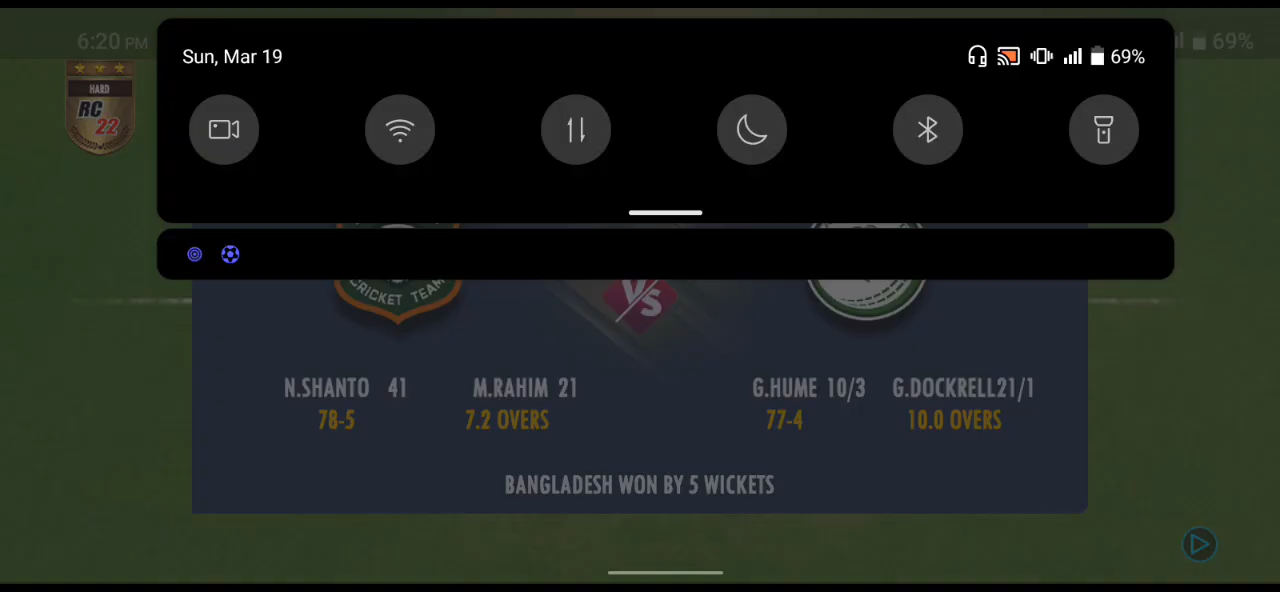 6:20 PM
69%
Sun, Mar 19
69%
HARD
RC
22
CRICKET TEAM
VS
N.SHANTO 41
M.RAHIM 21
G.HUME 10/3
G.DOCKRELL21/1
78-5
7.2 OVERS
77-4
10.0 OVERS
BANGLADESH WON BY 5 WICKETS